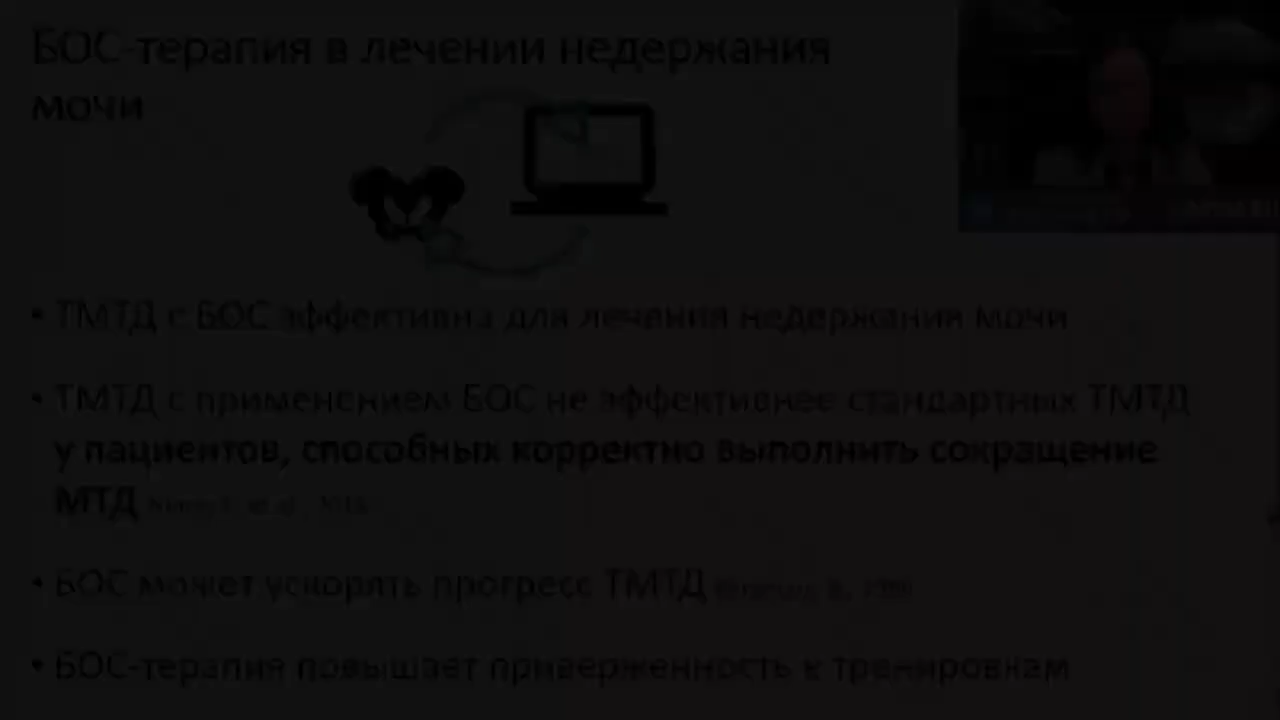 БОС-терапия в лечении недержания
мочи
• ТМТД с БОС эффективна для лечения недержания мочи
• ТМТД с применением БОС не эффективнее стандартных ТМТД
у пациентов, способных корректно выполнить сокращение
МТД
• БОС может ускорять прогресс ТМТД
• БОС-терапия повышает приверженность к тренировкам